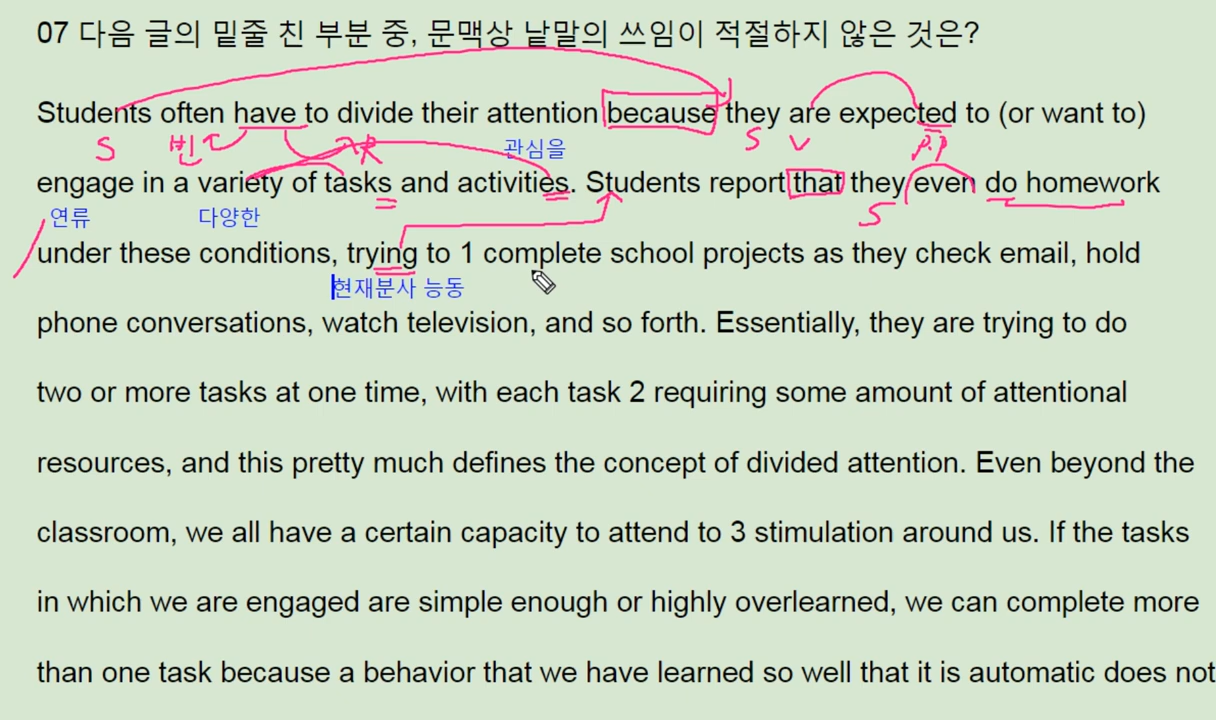 07 다음 글의 밑줄 친 부분 중, 문맥상 낱말의 쓰임이 적절하지 않은 것은?
Students often have to divide their attention because they are expected to (or want to)
S 빈도 관심을 S V p.p
engage in a variety of tasks and activities. Students report that they even do homework
연류 다양한 S
under these conditions, trying to 1 complete school projects as they check email, hold
현재분사 능동
phone conversations, watch television, and so forth. Essentially, they are trying to do
two or more tasks at one time, with each task 2 requiring some amount of attentional
resources, and this pretty much defines the concept of divided attention. Even beyond the
classroom, we all have a certain capacity to attend to 3 stimulation around us. If the tasks
in which we are engaged are simple enough or highly overlearned, we can complete more
than one task because a behavior that we have learned so well that it is automatic does not